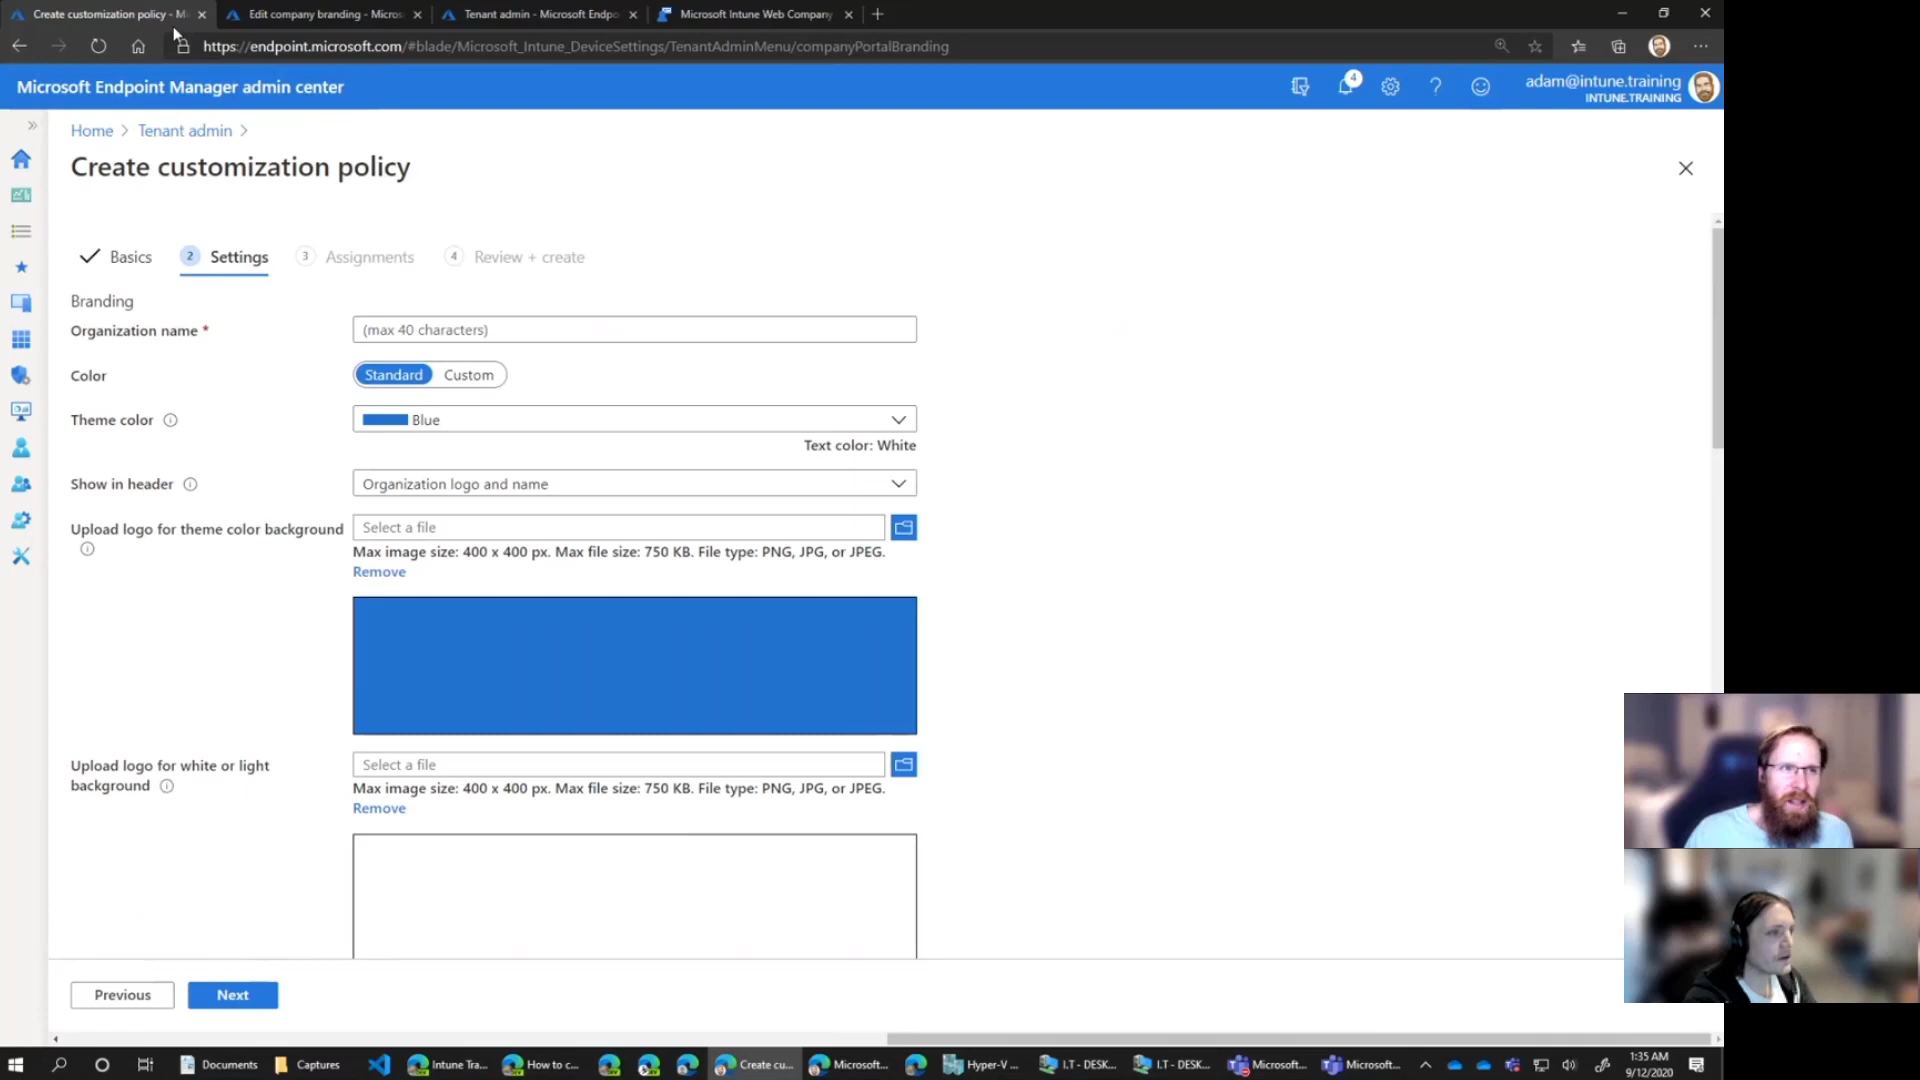 Create customization policy - Mi
Edit company branding - Micros
Tenant admin - Microsoft Endpo
Microsoft Intune Web Company
https://endpoint.microsoft.com/#blade/Microsoft_Intune_DeviceSettings/TenantAdminMenu/companyPortalBranding
Microsoft Endpoint Manager admin center
4
adam@intune.training
INTUNE.TRAINING
Home > Tenant admin >
Create customization policy
Basics
2 Settings
3 Assignments
4 Review + create
Branding
Organization name *
(max 40 characters)
Color
Standard Custom
Theme color
Blue
Text color: White
Show in header
Organization logo and name
Upload logo for theme color background
Select a file
Max image size: 400 x 400 px. Max file size: 750 KB. File type: PNG, JPG, or JPEG.
Remove
Upload logo for white or light
background
Select a file
Max image size: 400 x 400 px. Max file size: 750 KB. File type: PNG, JPG, or JPEG.
Remove
Previous
Next
Documents
Captures
Intune Tra...
How to c...
Create cu...
Microsoft...
Hyper-V ...
I.T - DESK...
I.T - DESK...
Microsoft...
Microsoft...
1:35 AM
9/12/2020